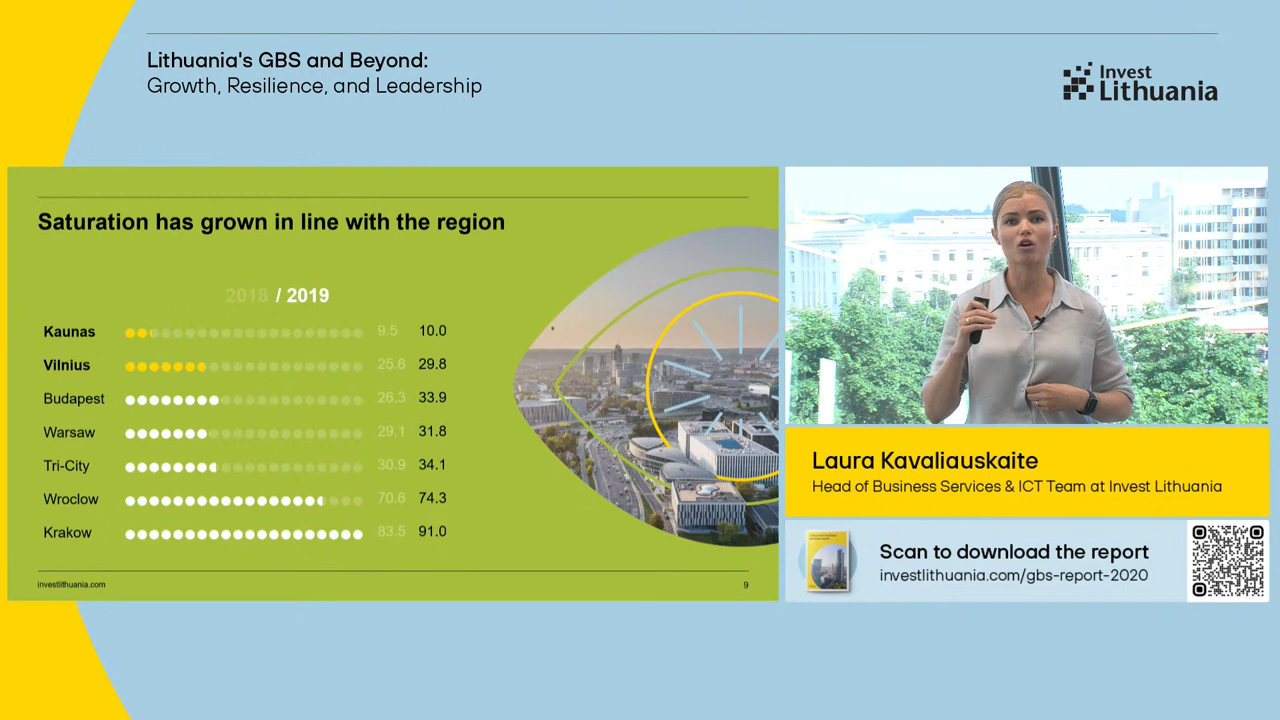 Lithuania's GBS and Beyond:
Growth, Resilience, and Leadership
Invest
Lithuania
Saturation has grown in line with the region
2018 / 2019
Kaunas 9.5 10.0
Vilnius 25.6 29.8
Budapest 26.3 33.9
Warsaw 29.1 31.8
Tri-City 30.9 34.1
Wroclow 70.6 74.3
Krakow 83.5 91.0
investlithuania.com 9
Laura Kavaliauskaite
Head of Business Services & ICT Team at Invest Lithuania
Scan to download the report
investlithuania.com/gbs-report-2020